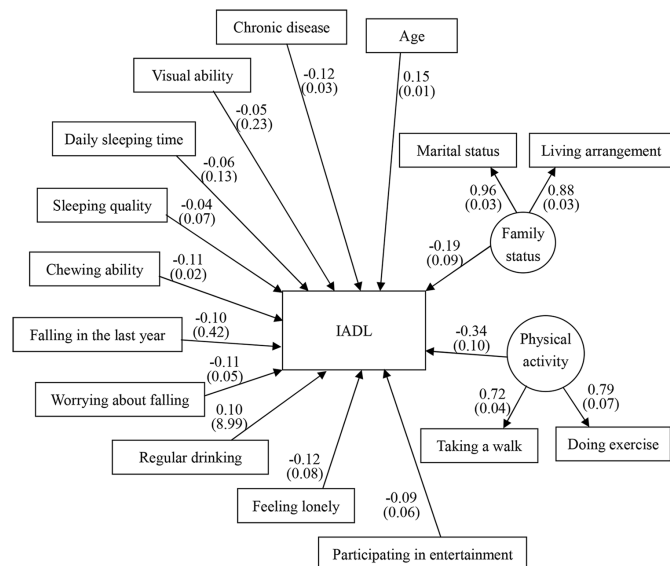 Chronic disease
Age
-0.12
(0.03)
0.15
(0.01)
Visual ability
-0.05
(0.23)
Daily sleeping time
-0.06
(0.13)
Marital status
Living arrangement
0.96
(0.03)
0.88
(0.03)
Sleeping quality
-0.04
(0.07)
Family
status
-0.19
(0.09)
Chewing ability
-0.11
(0.02)
IADL
Falling in the last year
-0.10
(0.42)
Physical
activity
-0.34
(0.10)
Worrying about falling
-0.11
(0.05)
0.72
(0.04)
0.79
(0.07)
Regular drinking
0.10
(8.99)
Taking a walk
Doing exercise
Feeling lonely
-0.12
(0.08)
-0.09
(0.06)
Participating in entertainment